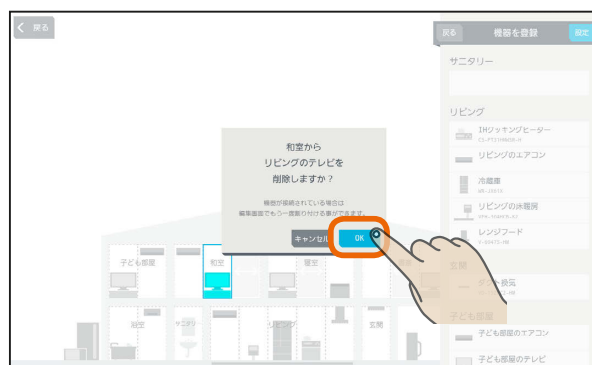 戻る
戻る
機器を登録
設定
サニタリー
リビング
IHクッキングヒーター
リビングのエアコン
冷蔵庫
リビングの床暖房
レンジフード
玄関
ダクト換気
子ども部屋
子ども部屋のエアコン
子ども部屋のテレビ
和室から
リビングのテレビを
削除しますか？
機器が接続されている場合は
編集画面でもう一度割り付ける事ができます。
キャンセル
OK
子ども部屋
和室
寝室
浴室
サニタリー
リビング
玄関